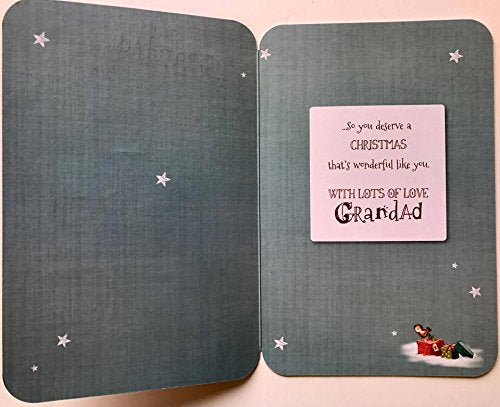 ...So you deserve a
CHRISTMAS
that's wonderful like you.
WITH LOTS OF LOVE
GrandAd